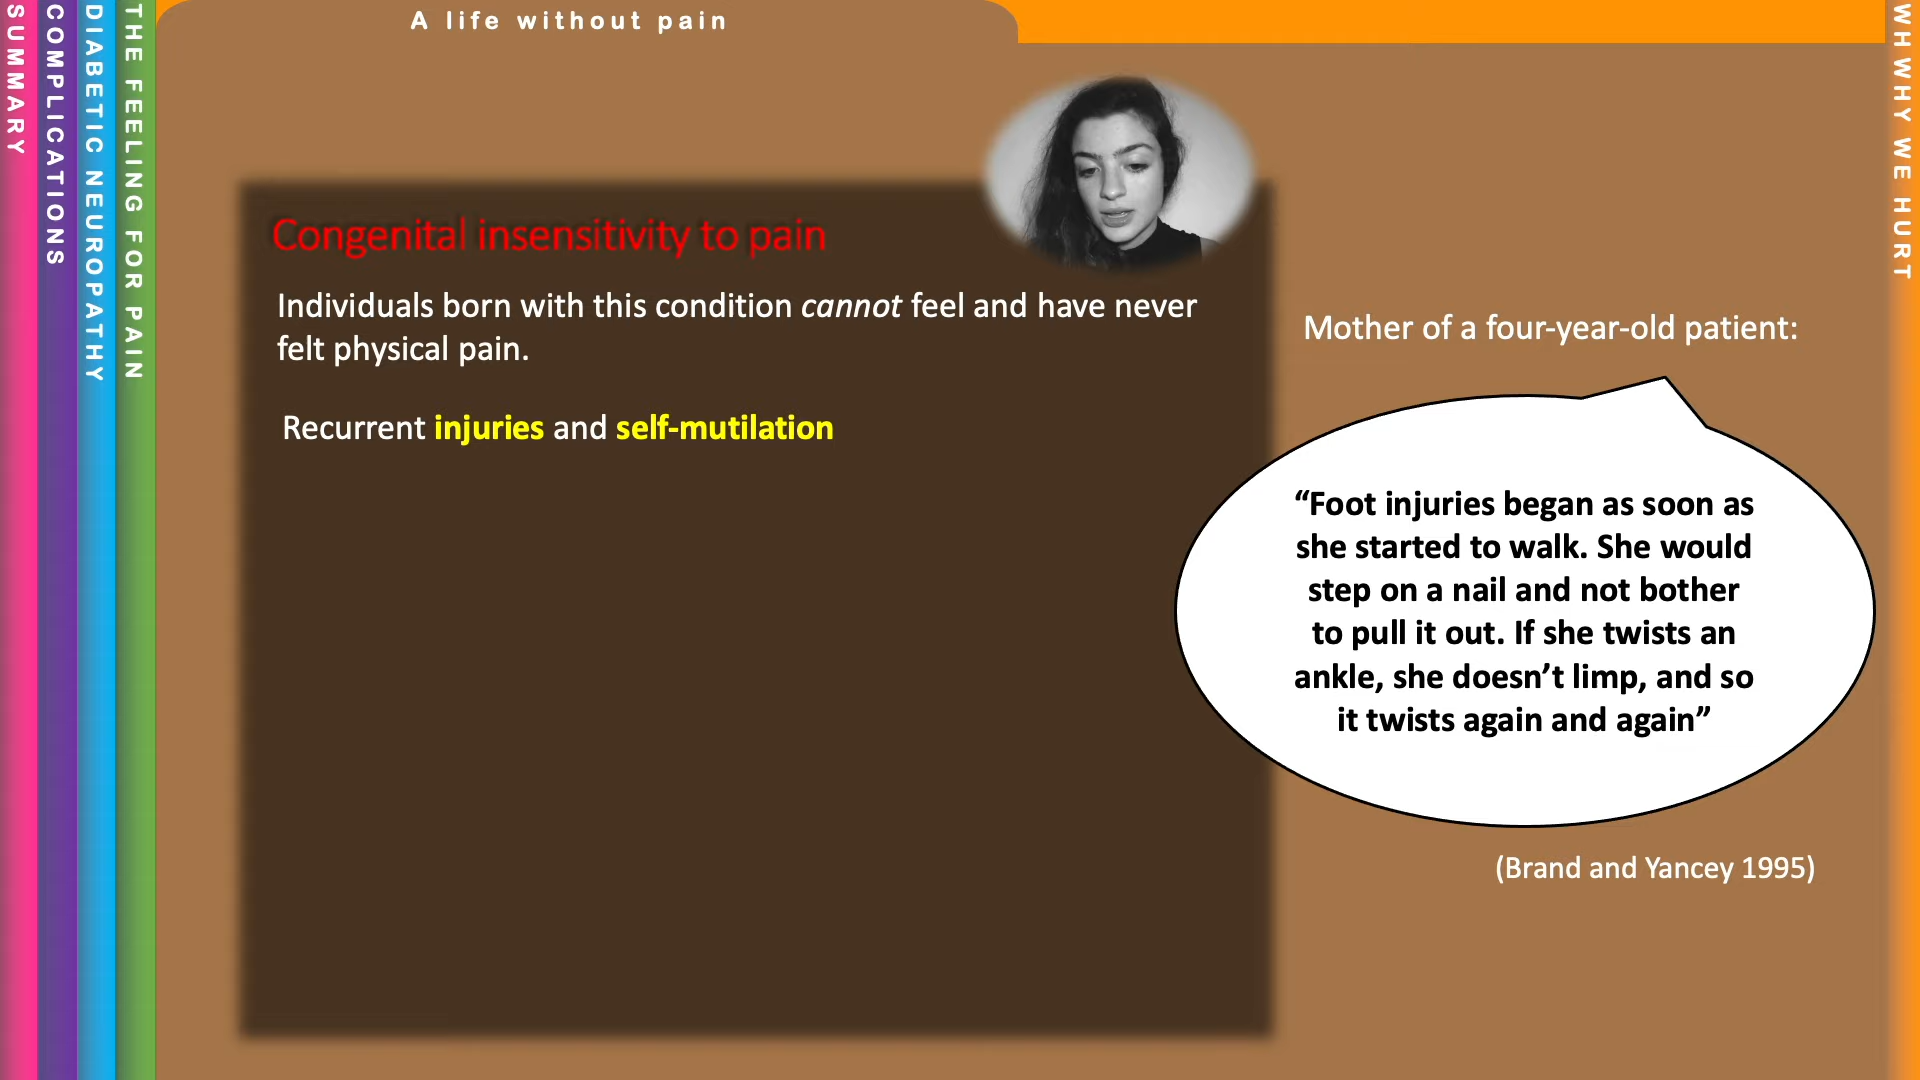 A life without pain
SUMMARY
COMPLICATIONS
DIABETIC NEUROPATHY
THE FEELING FOR PAIN
WHWHHY WE HURT
Congenital insensitivity to pain
Individuals born with this condition cannot feel and have never
felt physical pain.
Recurrent injuries and self-mutilation
Mother of a four-year-old patient:
“Foot injuries began as soon as
she started to walk. She would
step on a nail and not bother
to pull it out. If she twists an
ankle, she doesn’t limp, and so
it twists again and again”
(Brand and Yancey 1995)